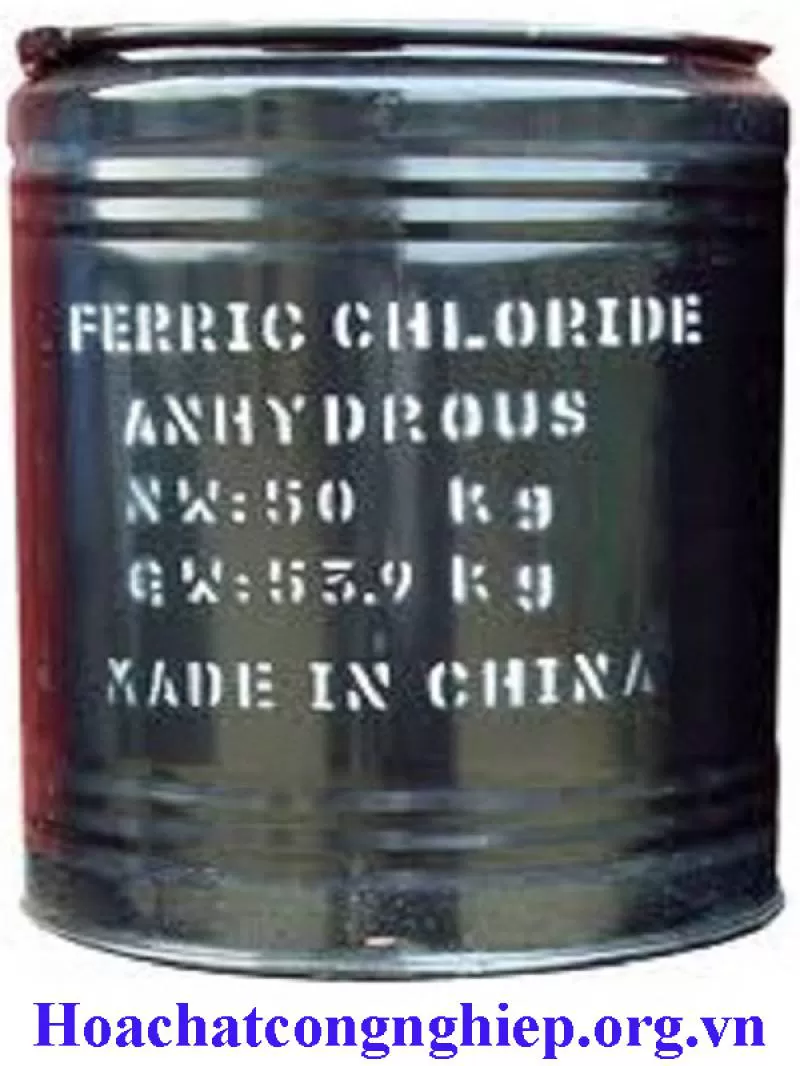 FERRIC CHLORIDE
ANHYDROUS
NW:50 kg
GW:53.9 kg
MADE IN CHINA
Hoachatcongnghiep.org.vn